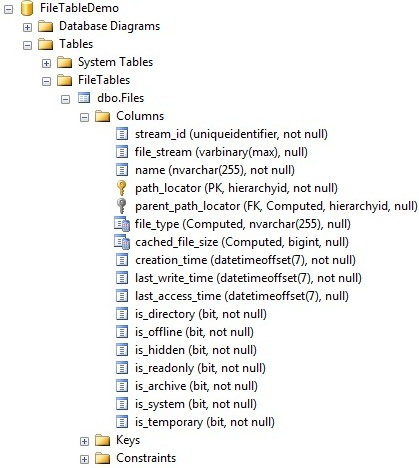 FileTableDemo
Database Diagrams
Tables
System Tables
FileTables
dbo.Files
Columns
stream_id (uniqueidentifier, not null)
file_stream (varbinary(max), null)
name (nvarchar(255), not null)
path_locator (PK, hierarchyid, not null)
parent_path_locator (FK, Computed, hierarchyid, null)
file_type (Computed, nvarchar(255), null)
cached_file_size (Computed, bigint, null)
creation_time (datetimeoffset(7), not null)
last_write_time (datetimeoffset(7), not null)
last_access_time (datetimeoffset(7), null)
is_directory (bit, not null)
is_offline (bit, not null)
is_hidden (bit, not null)
is_readonly (bit, not null)
is_archive (bit, not null)
is_system (bit, not null)
is_temporary (bit, not null)
Keys
Constraints